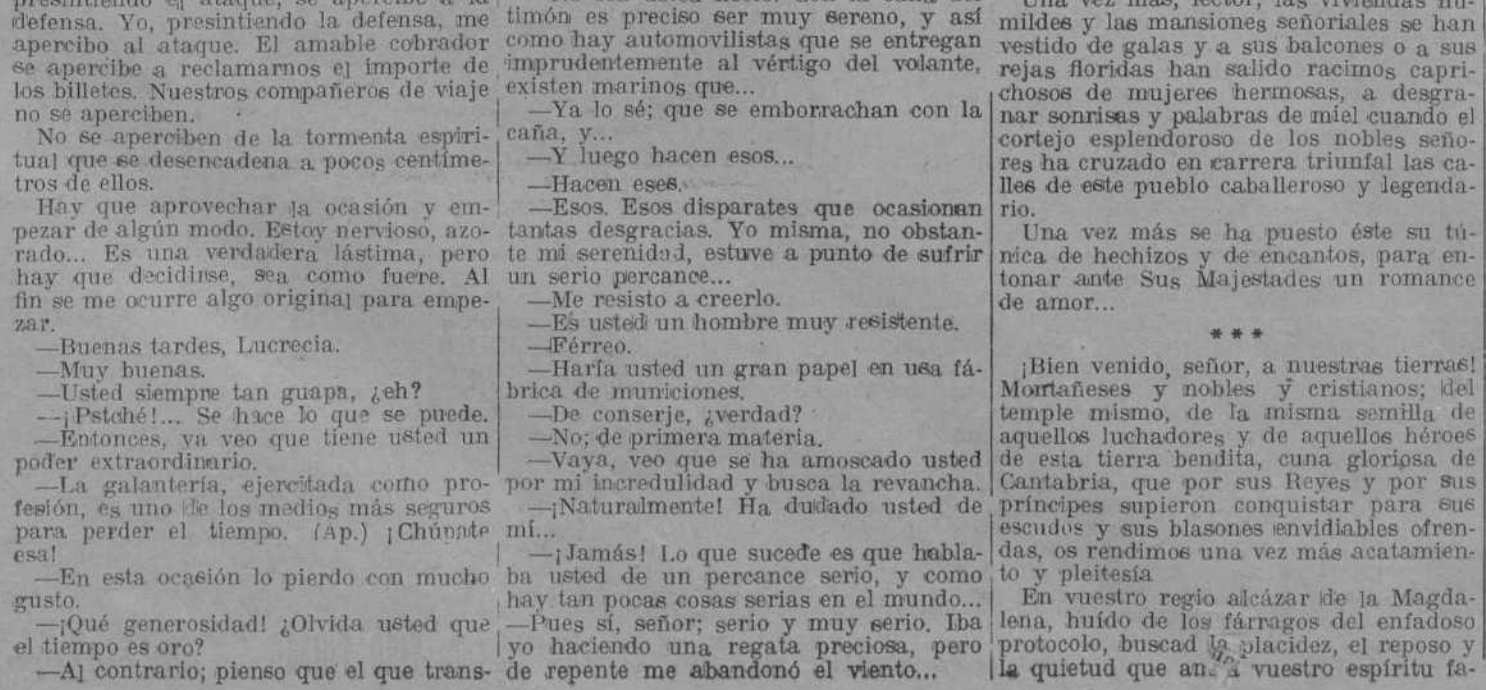 defensa. Yo, presintiendo la defensa, me
apercibo al ataque. El amable cobrador
se apercibe a reclamarnos el importe de
los billetes. Nuestros compañeros de viaje
no se aperciben.
No se aperciben de la tormenta espiri-
tual que se desencadena a pocos centíme-
tros de ellos.
Hay que aprovechar la ocasión y em-
pezar de algún modo. Estoy nervioso, azo-
rado... Es una verdadera lástima, pero
hay que decidirse, sea como fuere. Al
fin se me ocurre algo original para empe-
zar.
—Buenas tardes, Lucrecia.
—Muy buenas.
—Usted siempre tan guapa, ¿eh?
—¡Pstché!... Se hace lo que se puede.
—Entonces, ya veo que tiene usted un
poder extraordinario.
—La galantería, ejercitada como pro-
fesión, es uno de los medios más seguros
para perder el tiempo. (Ap.) ¡Chúpate
esa!
—En esta ocasión lo pierdo con mucho
gusto.
—¡Qué generosidad! ¿Olvida usted que
el tiempo es oro?
—Al contrario; pienso que el que trans-
timón es preciso ser muy sereno, y así
como hay automovilistas que se entregan
imprudentemente al vértigo del volante,
existen marinos que...
—Ya lo sé; que se emborrachan con la
caña, y...
—Y luego hacen esos...
—Hacen eses.
—Esos. Esos disparates que ocasionan
tantas desgracias. Yo misma, no obstan-
te mi serenidad, estuve a punto de sufrir
un serio percance...
—Me resisto a creerlo.
—Es usted un hombre muy resistente.
—Férreo.
—Haría usted un gran papel en usa fá-
brica de municiones.
—De conserje, ¿verdad?
—No; de primera materia.
—Vaya, veo que se ha amoscado usted
por mi incredulidad y busca la revancha.
—¡Naturalmente! Ha dudado usted de
mí...
—¡Jamás! Lo que sucede es que habla-
ba usted de un percance serio, y como
hay tan pocas cosas serias en el mundo...
—Pues sí, señor; serio y muy serio. Iba
yo haciendo una regata preciosa, pero
de repente me abandonó el viento...
Una vez más, lector, las viviendas hu-
mildes y las mansiones señoriales se han
vestido de galas y a sus balcones o a sus
rejas floridas han salido racimos capri-
chosos de mujeres hermosas, a desgra-
nar sonrisas y palabras de miel cuando el
cortejo esplendoroso de los nobles seño-
res ha cruzado en carrera triunfal las ca-
lles de este pueblo caballeroso y legenda-
rio.
Una vez más se ha puesto éste su tú-
nica de hechizos y de encantos, para en-
tonar ante Sus Majestades un romance
de amor...
* * *
¡Bien venido, señor, a nuestras tierras!
Montañeses y nobles y cristianos; del
temple mismo, de la misma semilla de
aquellos luchadores y de aquellos héroes
de esta tierra bendita, cuna gloriosa de
Cantabria, que por sus Reyes y por sus
príncipes supieron conquistar para sus
escudos y sus blasones envidiables ofren-
das, os rendimos una vez más acatamien-
to y pleitesía
En vuestro regio alcázar de la Magda-
lena, huído de los fárragos del enfadoso
protocolo, buscad la placidez, el reposo y
la quietud que vuestro espíritu fa-